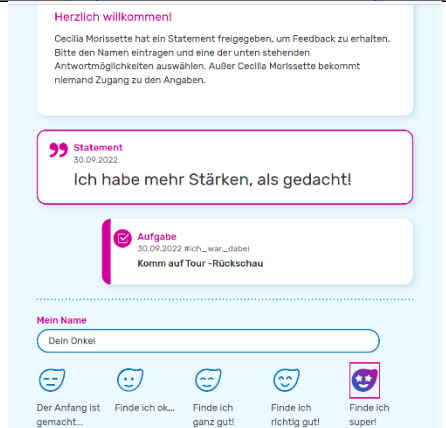 Herzlich willkommen!
Cecilia Morissette hat ein Statement freigegeben, um Feedback zu erhalten.
Bitte den Namen eintragen und eine der unten stehenden
Antwortmöglichkeiten auswählen. Außer Cecilia Morissette bekommt
niemand Zugang zu den Angaben.
Statement
30.09.2022
Ich habe mehr Stärken, als gedacht!
Aufgabe
30.09.2022 #ich_war_dabei
Komm auf Tour -Rückschau
Mein Name
Dein Onkel
Der Anfang ist
gemacht...
Finde ich ok...
Finde ich
ganz gut!
Finde ich
richtig gut!
Finde ich
super!